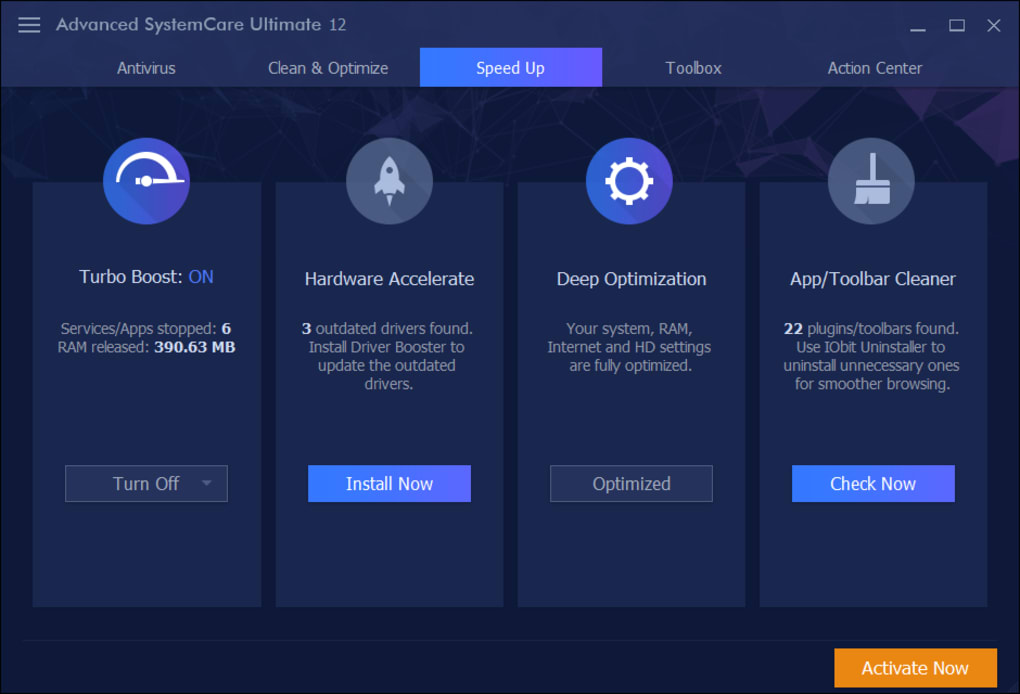 Advanced SystemCare Ultimate 12
Antivirus
Clean & Optimize
Speed Up
Toolbox
Action Center
Turbo Boost: ON
Services/Apps stopped: 6
RAM released: 390.63 MB
Turn Off
Hardware Accelerate
3 outdated drivers found.
Install Driver Booster to
update the outdated
drivers.
Install Now
Deep Optimization
Your system, RAM,
Internet and HD settings
are fully optimized.
Optimized
App/Toolbar Cleaner
22 plugins/toolbars found.
Use IObit Uninstaller to
uninstall unnecessary ones
for smoother browsing.
Check Now
Activate Now